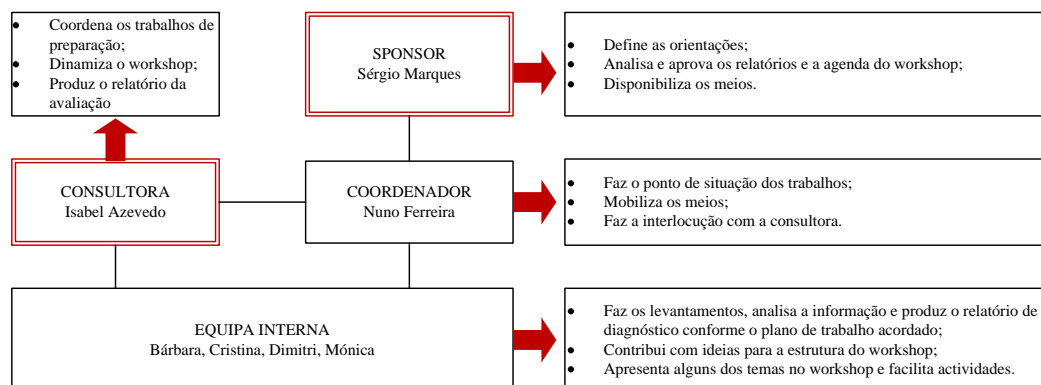 • Coordena os trabalhos de
preparação;
• Dinamiza o workshop;
• Produz o relatório da
avaliação
SPONSOR
Sérgio Marques
• Define as orientações;
• Analisa e aprova os relatórios e a agenda do workshop;
• Disponibiliza os meios.
CONSULTORA
Isabel Azevedo
COORDENADOR
Nuno Ferreira
• Faz o ponto de situação dos trabalhos;
• Mobiliza os meios;
• Faz a interlocução com a consultora.
EQUIPA INTERNA
Bárbara, Cristina, Dimitri, Mónica
• Faz os levantamentos, analisa a informação e produz o relatório de
diagnóstico conforme o plano de trabalho acordado;
• Contribui com ideias para a estrutura do workshop;
• Apresenta alguns dos temas no workshop e facilita actividades.